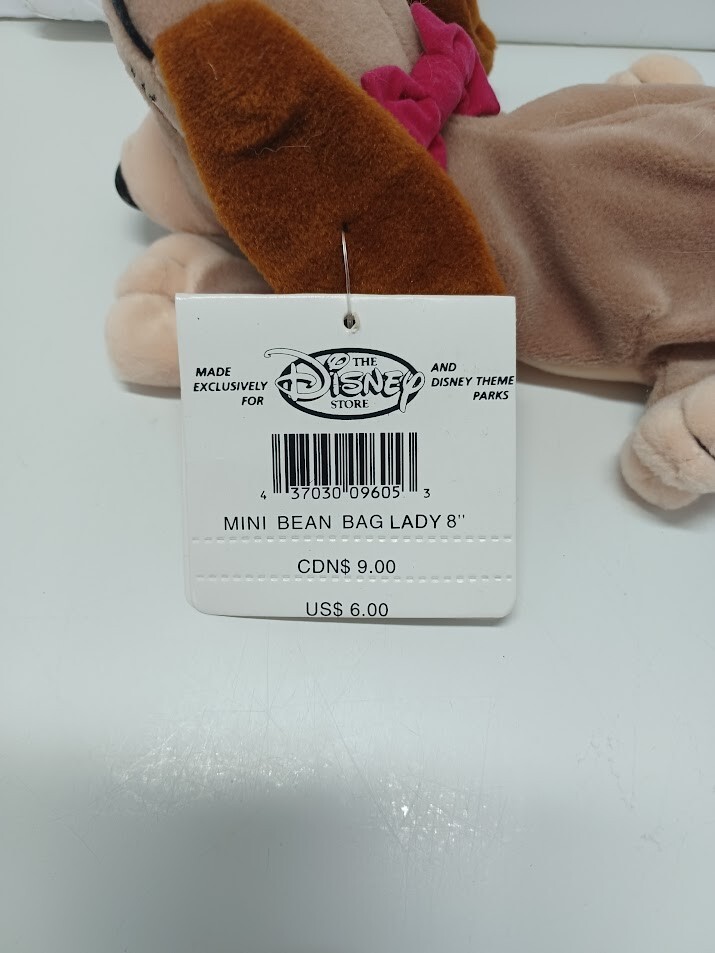 MADE
EXCLUSIVELY
FOR
THE
DISNEY
STORE
AND
DISNEY THEME
PARKS
4 37030 09605 3
MINI BEAN BAG LADY 8"
CDN$ 9.00
US$ 6.00